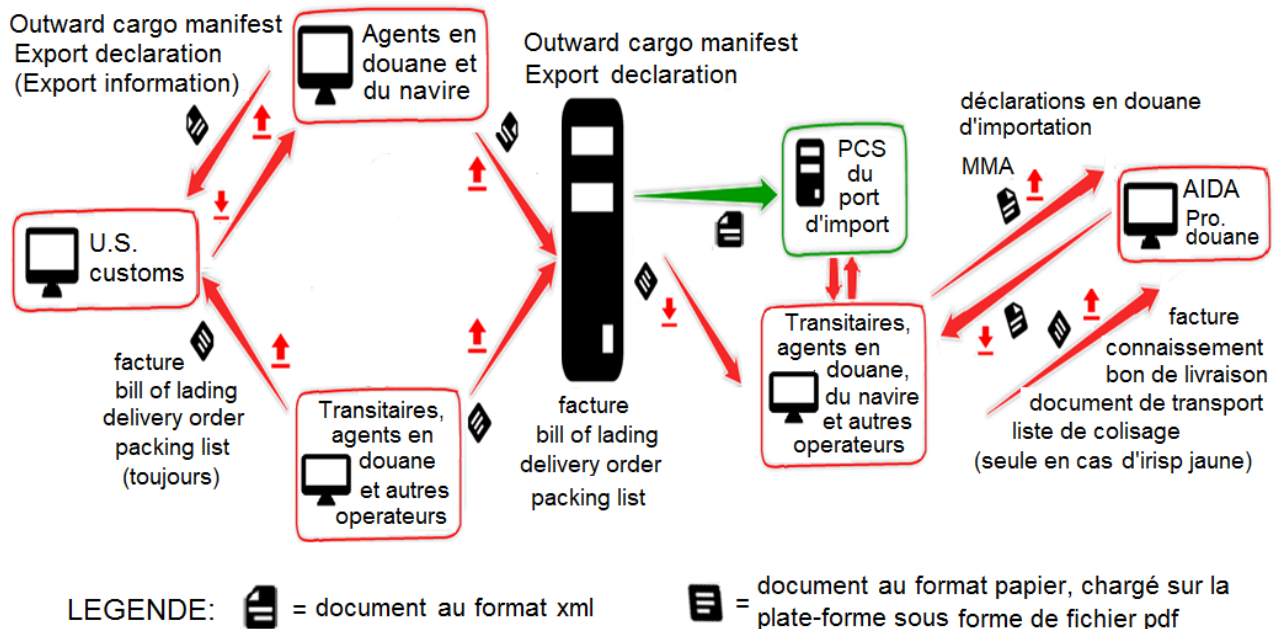 Outward cargo manifest
Export declaration
(Export information)
Agents en
douane et
du navire
Outward cargo manifest
Export declaration
déclarations en douane
d'importation
MMA
PCS
du
port
d'import
AIDA
Pro.
douane
U.S.
customs
facture
bill of lading
delivery order
packing list
(toujours)
Transitaires,
agents en
douane
et autres
operateurs
facture
bill of lading
delivery order
packing list
Transitaires,
agents en
douane,
du navire
et autres
operateurs
facture
connaissement
bon de livraison
document de transport
liste de colisage
(seule en cas d'irisp jaune)
LEGENDE:
= document au format xml
= document au format papier, chargé sur la
plate-forme sous forme de fichier pdf